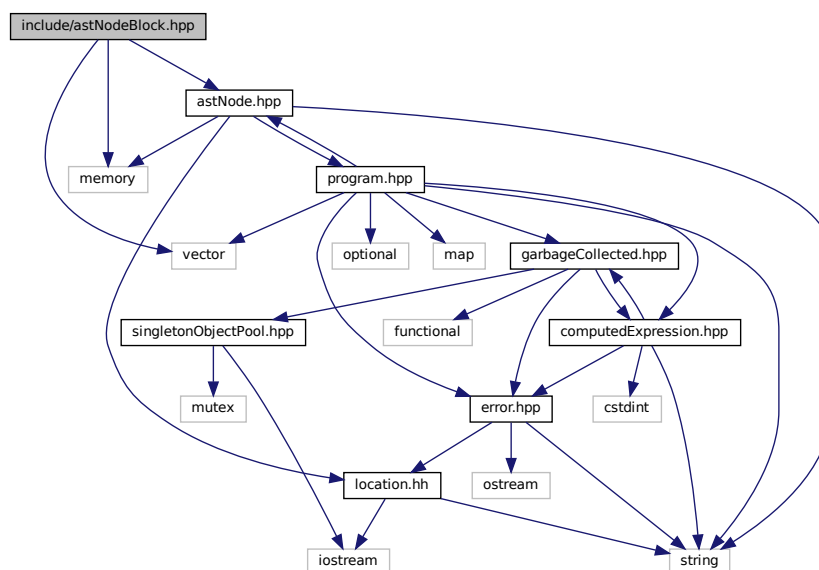 include/astNodeBlock.hpp
astNode.hpp
memory
program.hpp
vector
optional
map
garbageCollected.hpp
singletonObjectPool.hpp
functional
computedExpression.hpp
mutex
error.hpp
cstdint
location.hh
ostream
iostream
string